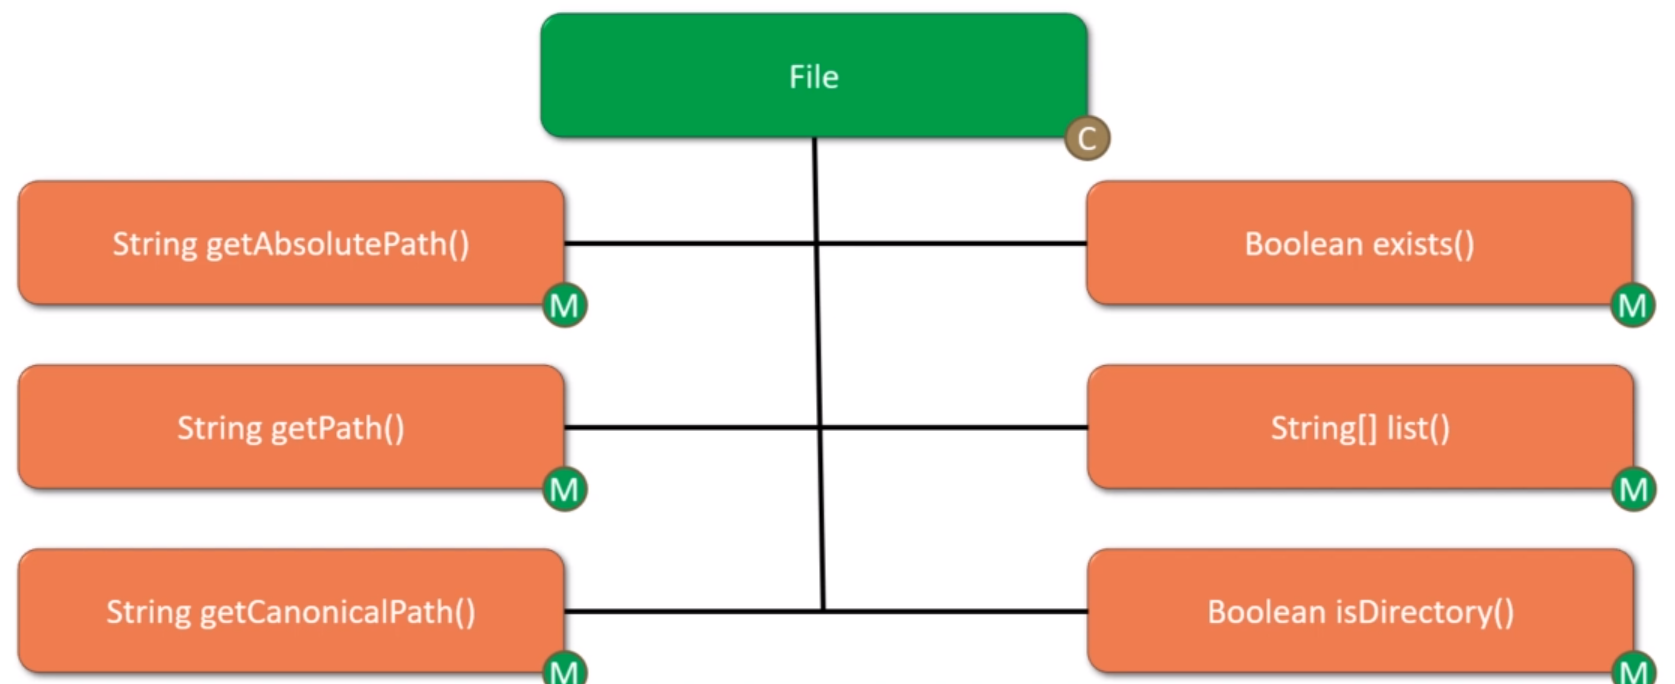 File
C
String getAbsolutePath()
M
Boolean exists()
M
String getPath()
M
String[] list()
M
String getCanonicalPath()
M
Boolean isDirectory()
M